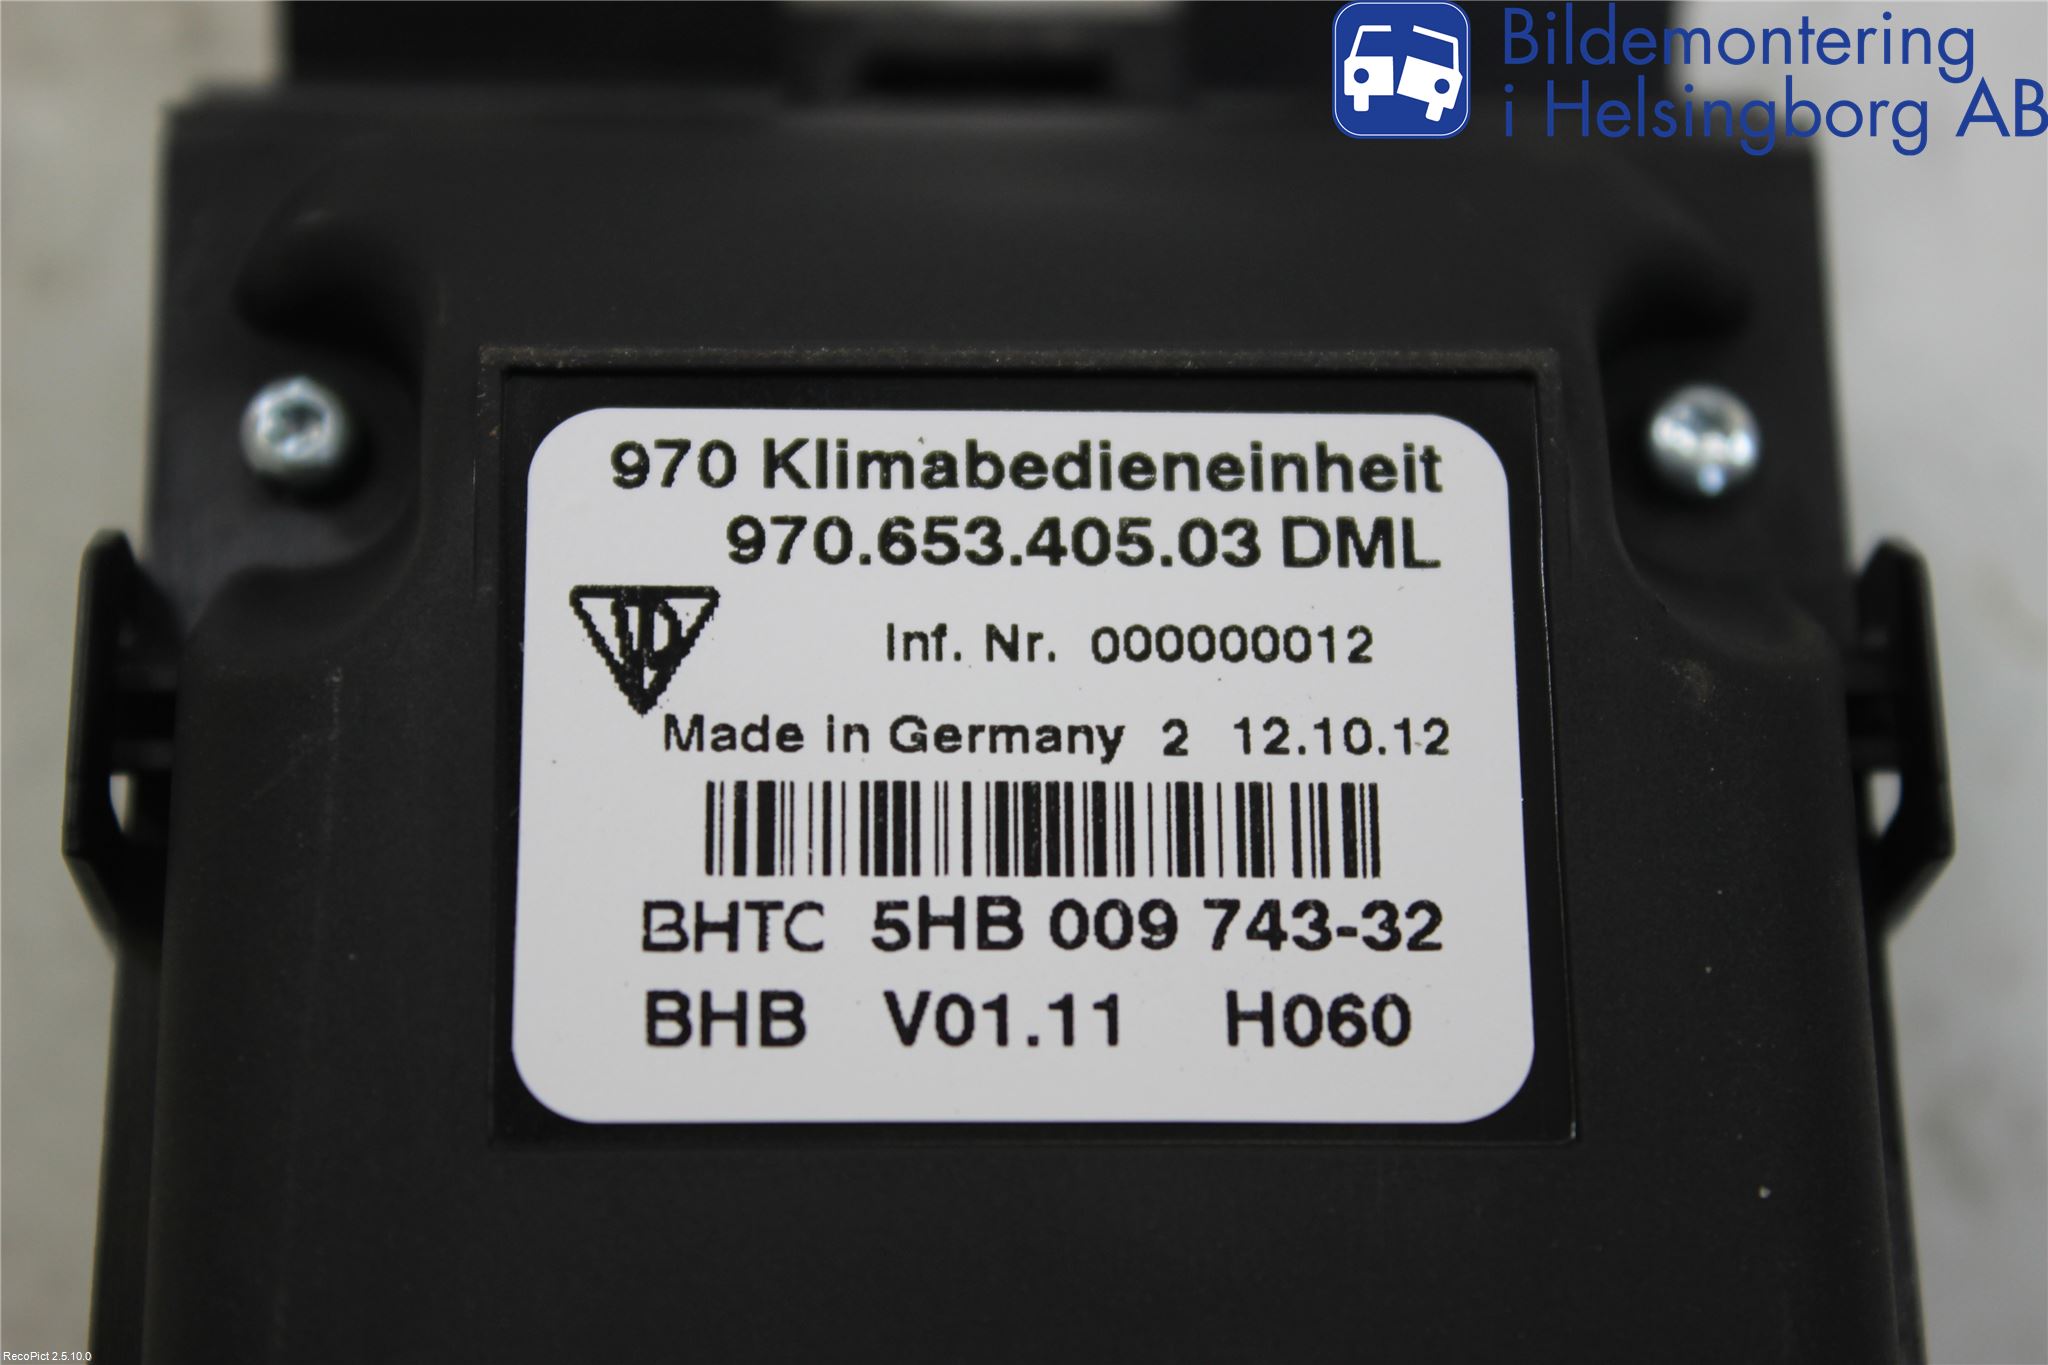 Bildemontering
i Helsingborg AB
970 Klimabedieneinheit
970.653.405.03 DML
Inf. Nr. 000000012
Made in Germany 2 12.10.12
BHTC 5HB 009 743-32
BHB V01.11 H060
RecoPict 2.5.10.0